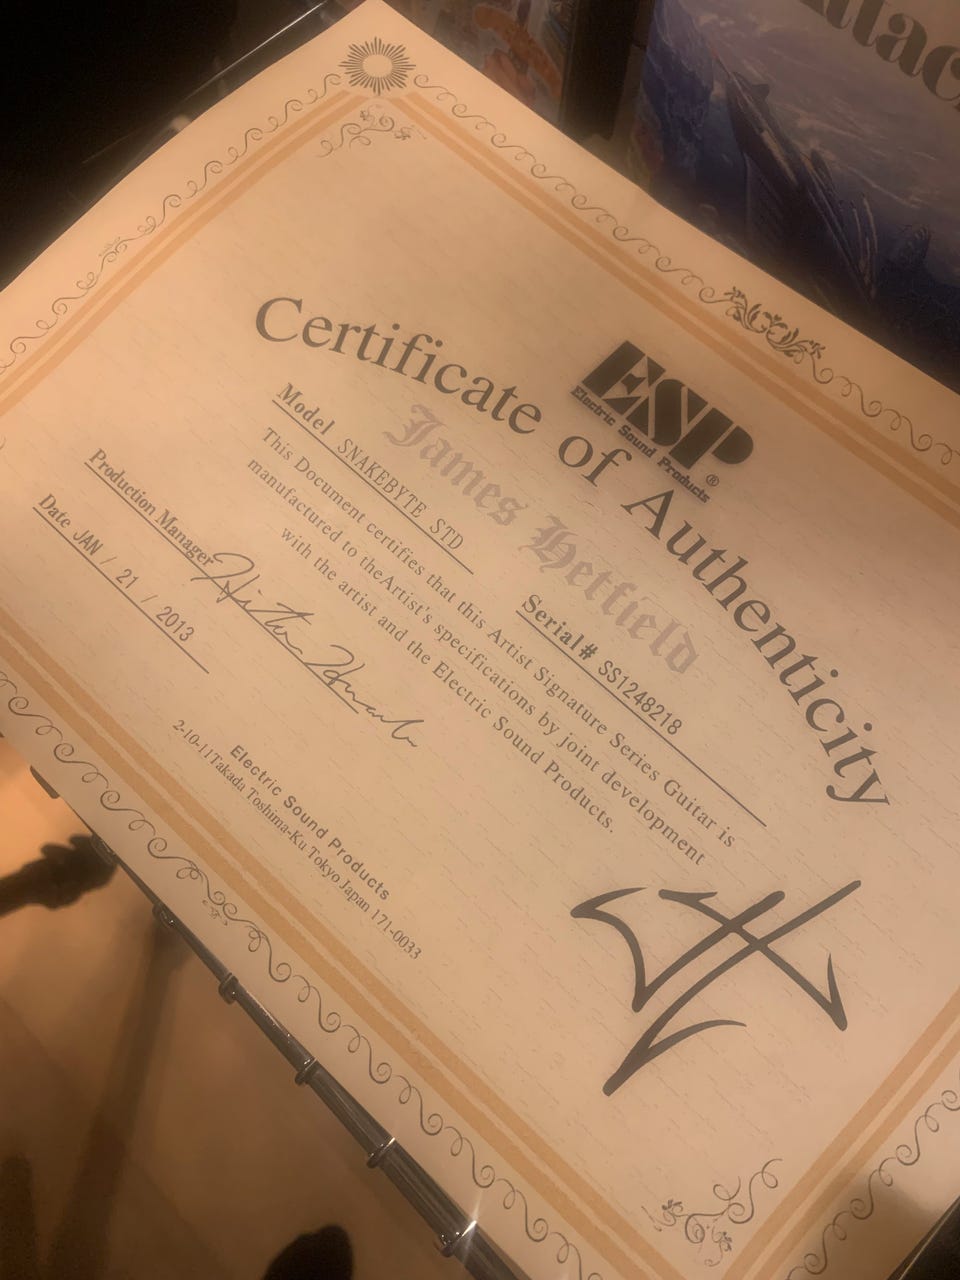 ESP®
Electric Sound Products
Certificate of Authenticity
James Hetfield
Model SNAKEBYTE STD
Serial# SS1248218
This Document certifies that this Artist Signature Series Guitar is
manufactured to theArtist's specifications by joint development
with the artist and the Electric Sound Products.
Production Manager
Date JAN / 21 / 2013
Electric Sound Products
2-10-11Takada Toshima-Ku Tokyo Japan 171-0033